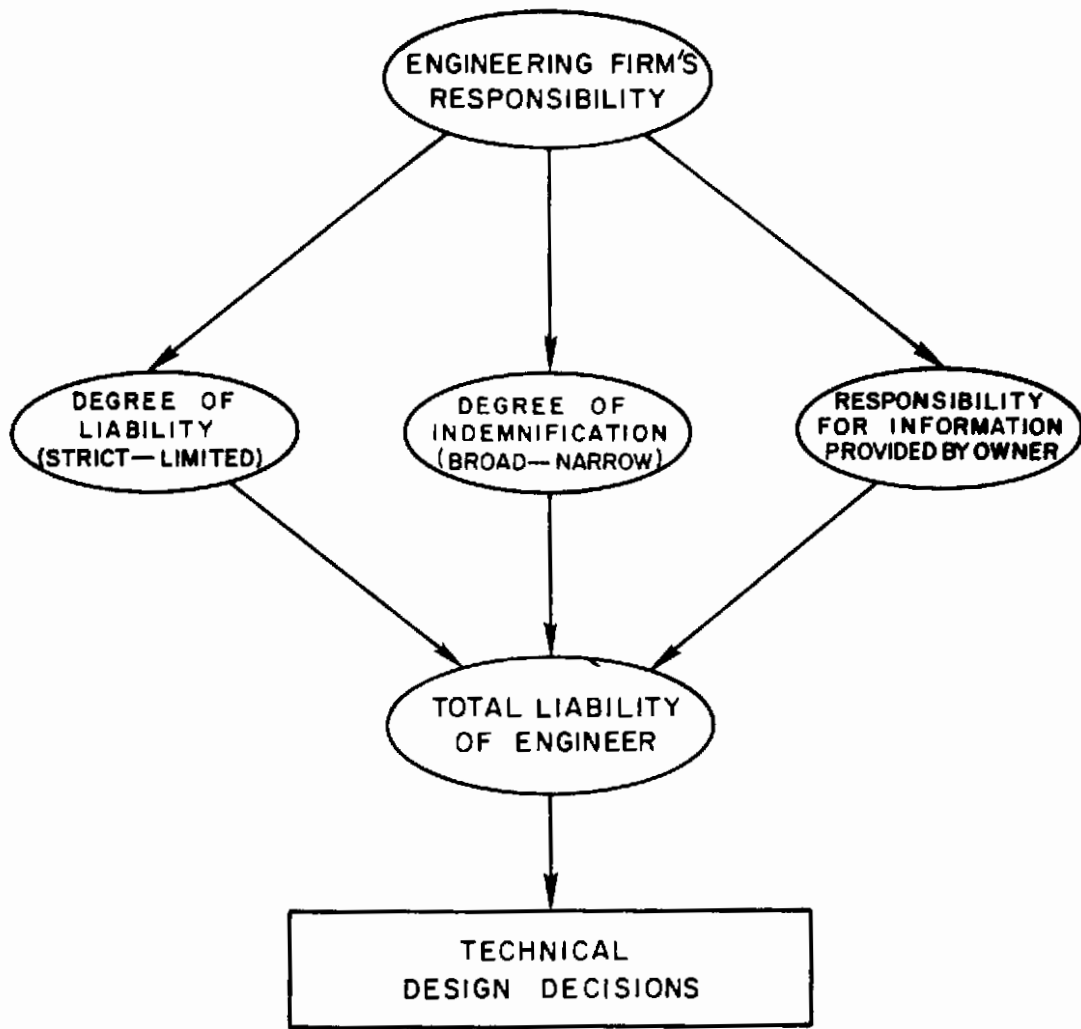 ENGINEERING FIRM'S
RESPONSIBILITY
DEGREE OF
LIABILITY
(STRICT—LIMITED)
DEGREE OF
INDEMNIFICATION
(BROAD—NARROW)
RESPONSIBILITY
FOR INFORMATION
PROVIDED BY OWNER
TOTAL LIABILITY
OF ENGINEER
TECHNICAL
DESIGN DECISIONS